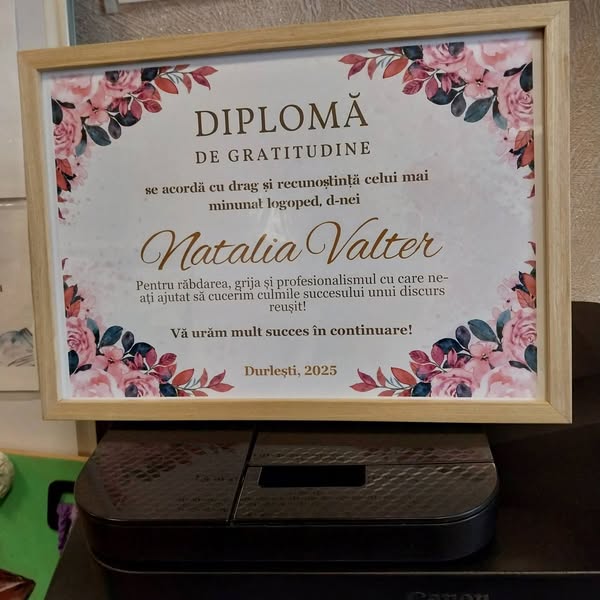 DIPLOMĂ
DE GRATITUDINE
se acordă cu drag și recunoștință celui mai
minunat logoped, d-nei
Natalia Valter
Pentru răbdarea, grija și profesionalismul cu care ne-
ați ajutat să cucerim culmile succesului unui discurs
reușit!
Vă urăm mult succes în continuare!
Durlești, 2025
Canon